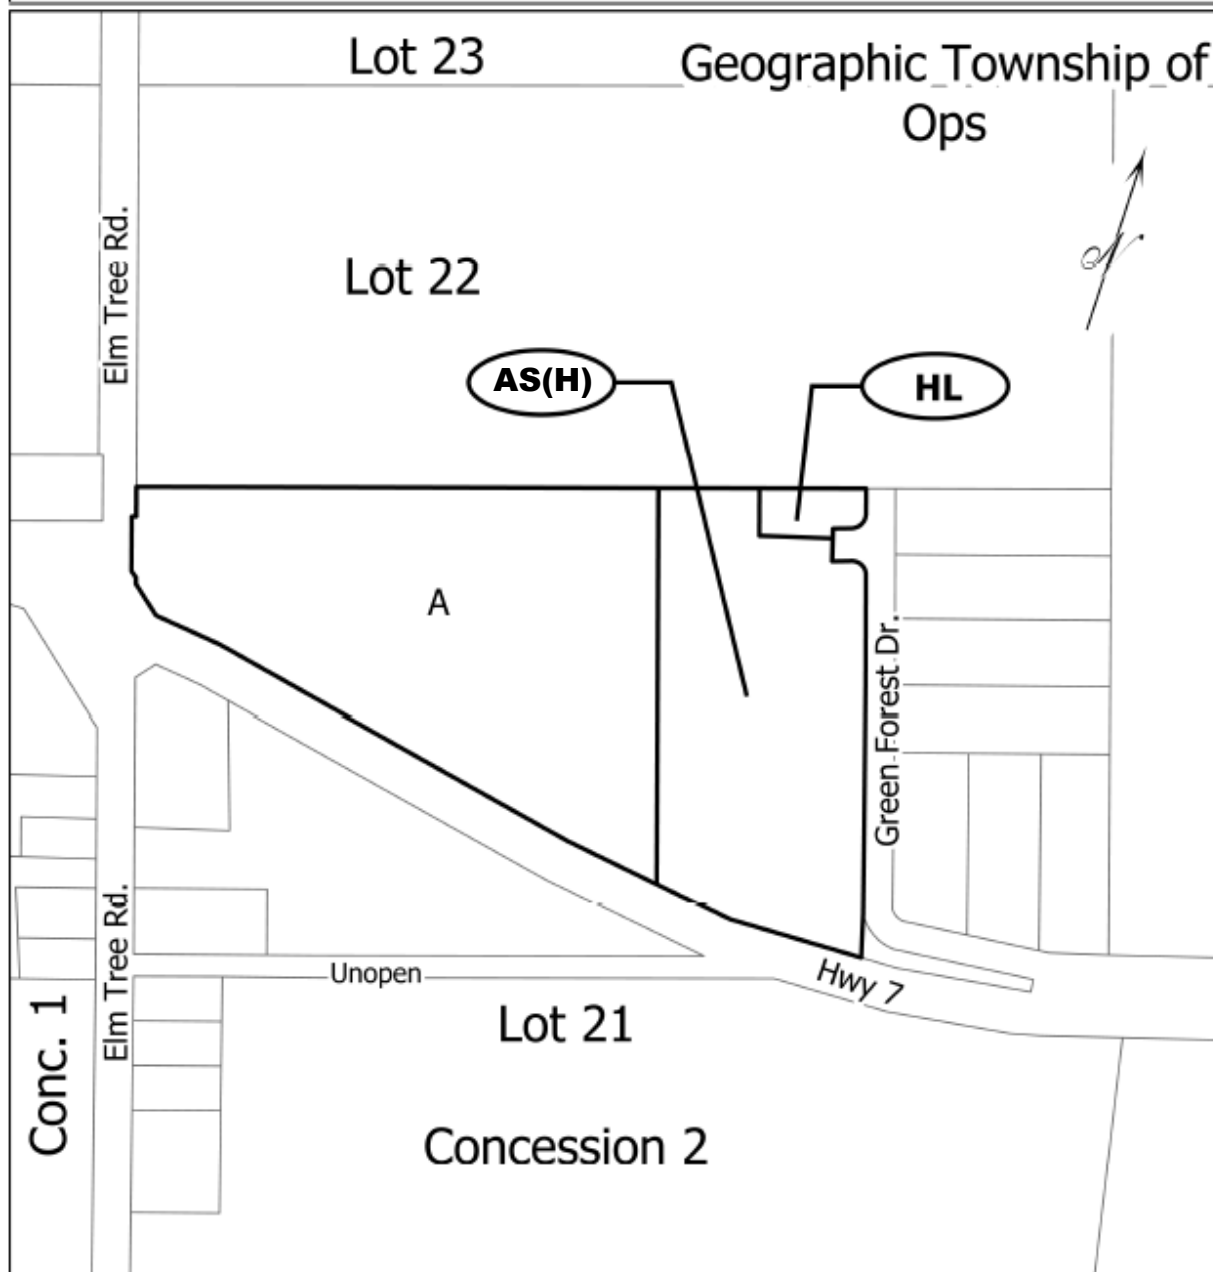 Lot 23
Geographic Township of
Ops
Elm Tree Rd.
Lot 22
AS(H)
HL
A
Green Forest Dr.
Elm Tree Rd.
Unopen
Hwy 7
Lot 21
Conc. 1
Concession 2